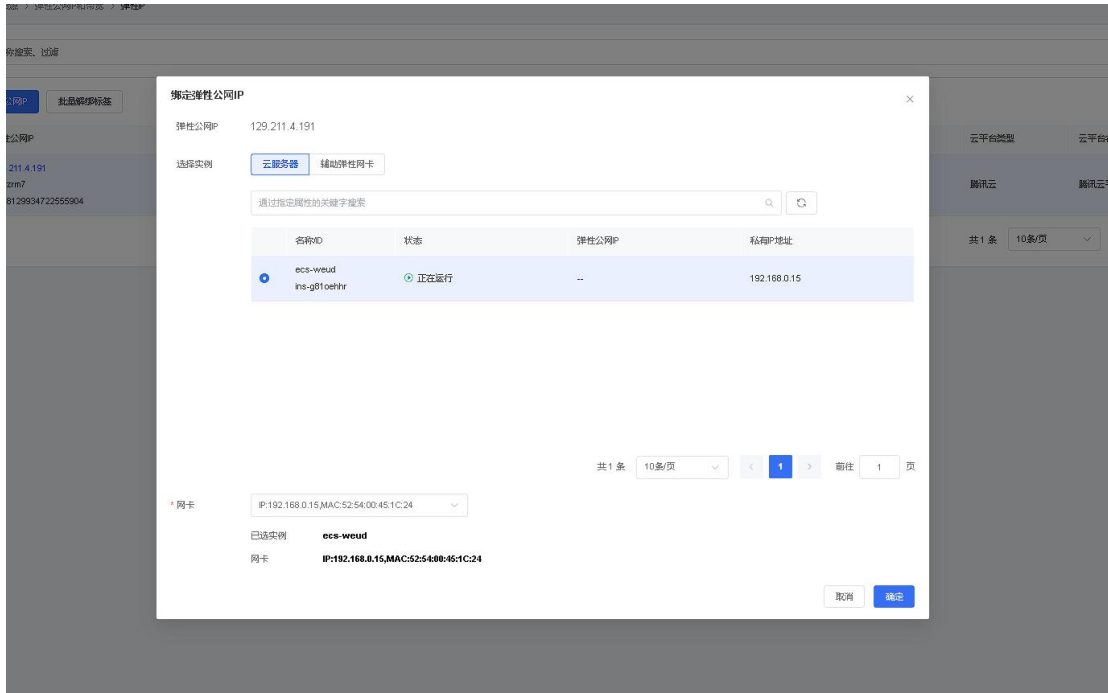 弹性公网IP和带宽 > 弹性IP
称搜索、过滤
公网IP 批量解绑标签
绑定弹性公网IP
弹性公网IP 129.211.4.191
选择实例 云服务器 辅助弹性网卡
通过指定属性的关键字搜索
名称/ID 状态 弹性公网IP 私有IP地址
ecs-weud
ins-g81oehhr
正在运行 -- 192.168.0.15
共 1 条 10条/页 < 1 > 前往 1 页
* 网卡 IP:192.168.0.15,MAC:52:54:00:45:1C:24
已选实例 ecs-weud
网卡 IP:192.168.0.15,MAC:52:54:00:45:1C:24
取消 确定
性公网IP
.211.4.191
zrm7
8129934722555904
云平台类型 云平台
腾讯云 腾讯云
共 1 条 10条/页